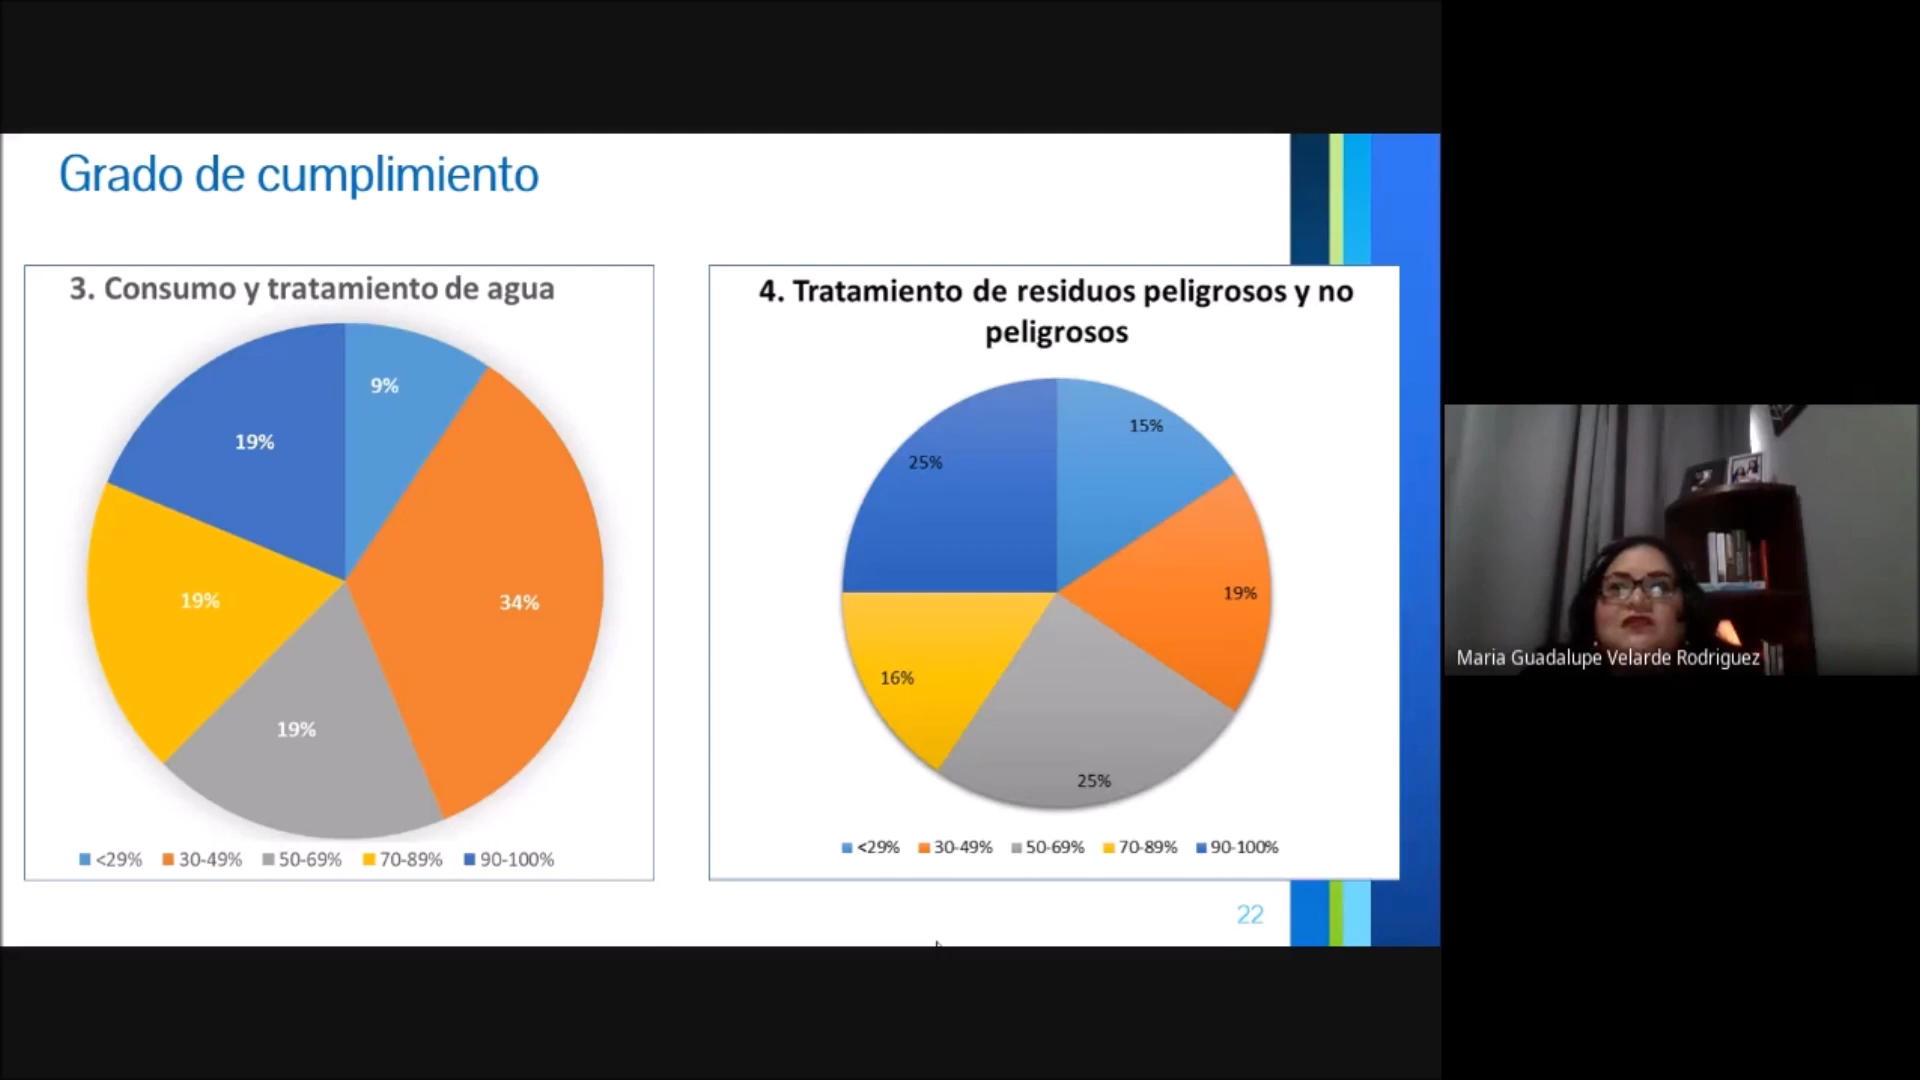 Grado de cumplimiento
3. Consumo y tratamiento de agua
9%
34%
19%
19%
19%
<29% 30-49% 50-69% 70-89% 90-100%
4. Tratamiento de residuos peligrosos y no
peligrosos
15%
19%
25%
16%
25%
<29% 30-49% 50-69% 70-89% 90-100%
22
Maria Guadalupe Velarde Rodriguez